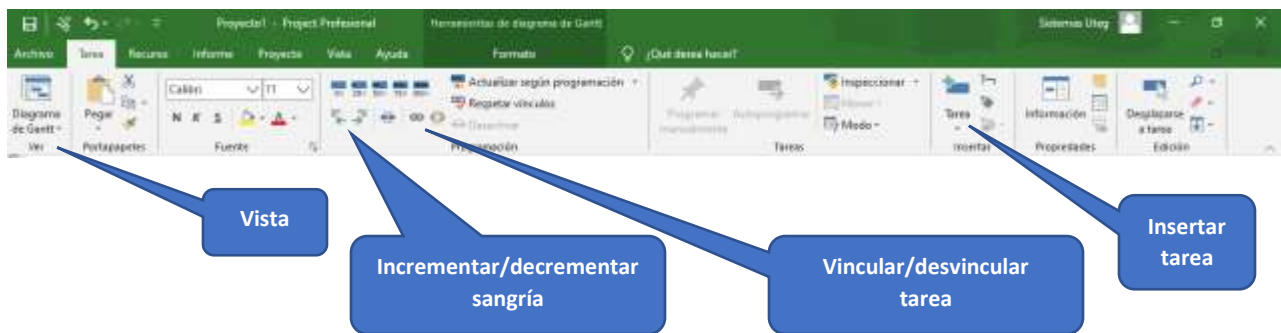 Proyecto1 - Project Profesional
Herramientas de diagrama de Gantt
Sistemas Uteg
Archivo Tarea Recurso Informe Proyecto Vista Ayuda Formato ¿Qué desea hacer?
Diagrama
de Gantt
Ver
Pegar
Portapapeles
Calibri 11
N K S
Fuente
Actualizar según programación
Respetar vínculos
Desactivar
Programación
Programar
manualmente
Autoprogramar
Inspeccionar
Mover
Modo
Tareas
Tarea
Insertar
Información
Propiedades
Desplazarse
a tarea
Edición
Vista
Incrementar/decrementar
sangría
Vincular/desvincular
tarea
Insertar
tarea